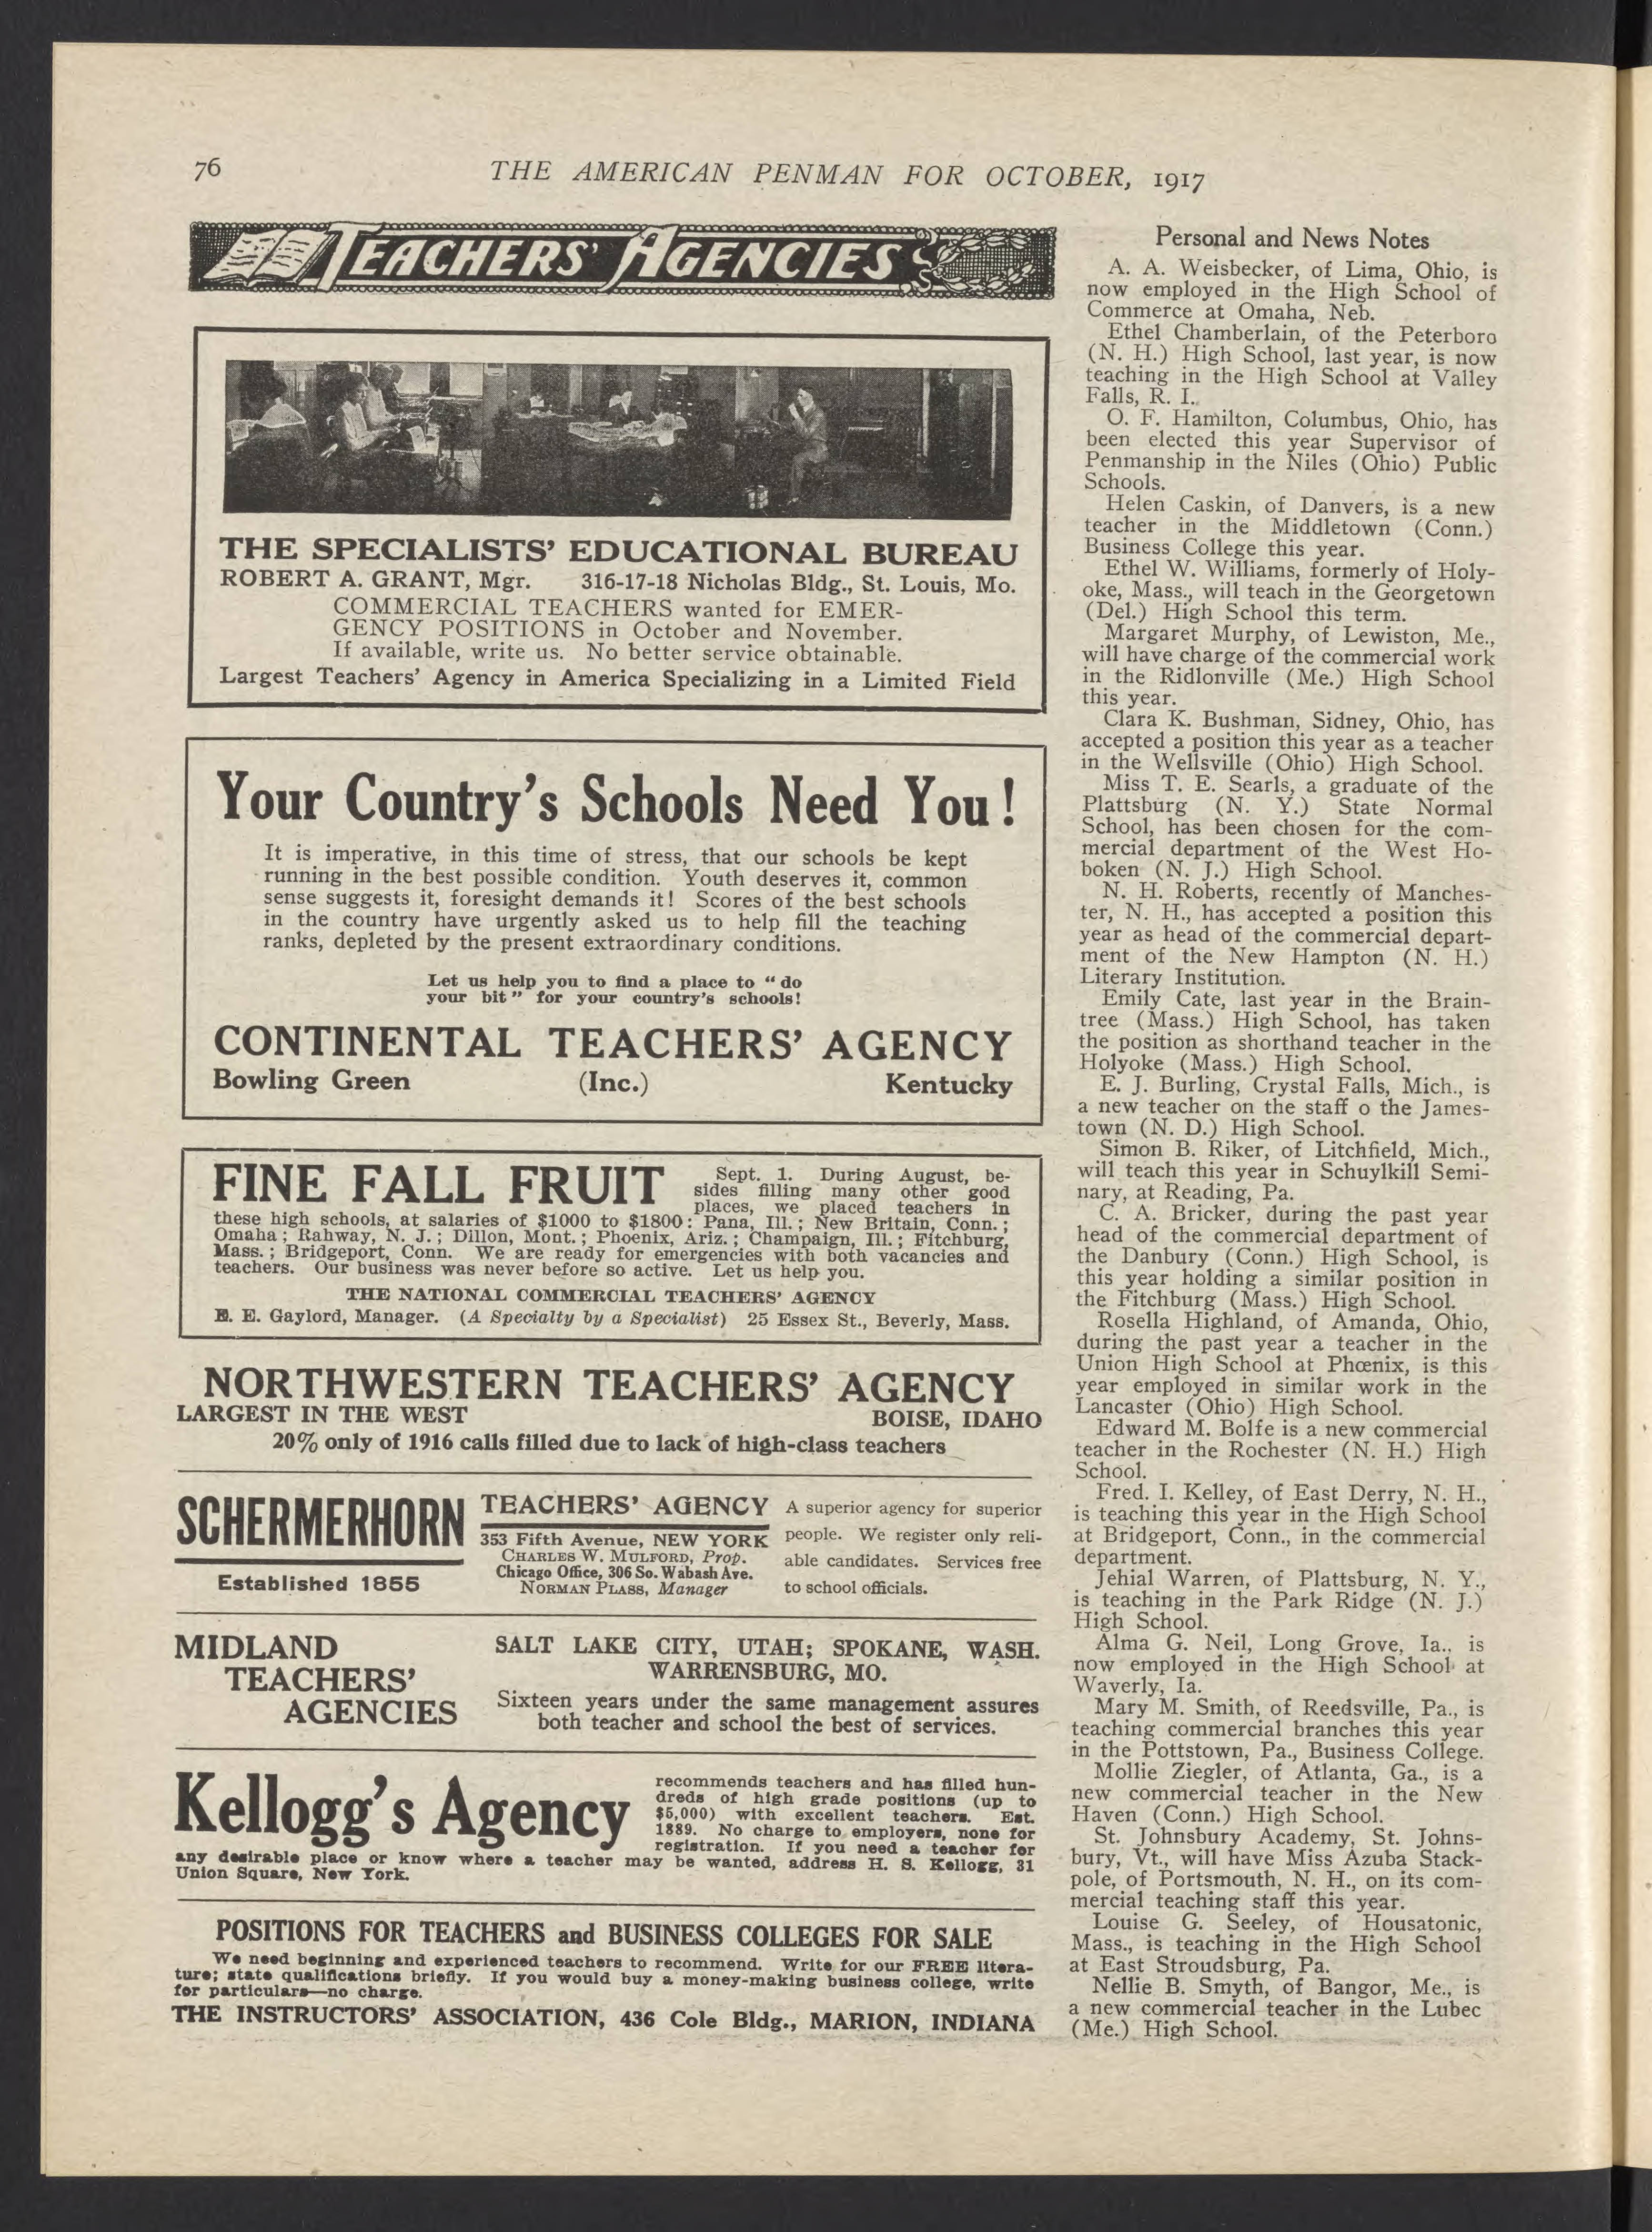 76
THE AMERICAN PENMAN FOR OCTOBER, 1917
TEACHERS' AGENCIES
THE SPECIALISTS' EDUCATIONAL BUREAU
ROBERT A. GRANT, Mgr. 316-17-18 Nicholas Bldg., St. Louis, Mo.
COMMERCIAL TEACHERS wanted for EMER-
GENCY POSITIONS in October and November.
If available, write us. No better service obtainable.
Largest Teachers' Agency in America Specializing in a Limited Field
Your Country's Schools Need You!
It is imperative, in this time of stress, that our schools be kept
running in the best possible condition. Youth deserves it, common
sense suggests it, foresight demands it! Scores of the best schools
in the country have urgently asked us to help fill the teaching
ranks, depleted by the present extraordinary conditions.
Let us help you to find a place to "do
your bit" for your country's schools!
CONTINENTAL TEACHERS' AGENCY
Bowling Green (Inc.) Kentucky
FINE FALL FRUIT Sept. 1. During August, be-
sides filling many other good
places, we placed teachers in
these high schools, at salaries of $1000 to $1800: Pana, Ill.; New Britain, Conn.;
Omaha; Rahway, N. J.; Dillon, Mont.; Phoenix, Ariz.; Champaign, Ill.; Fitchburg,
Mass.; Bridgeport, Conn. We are ready for emergencies with both vacancies and
teachers. Our business was never before so active. Let us help you.
THE NATIONAL COMMERCIAL TEACHERS' AGENCY
E. E. Gaylord, Manager. (A Specialty by a Specialist) 25 Essex St., Beverly, Mass.
NORTHWESTERN TEACHERS' AGENCY
LARGEST IN THE WEST BOISE, IDAHO
20% only of 1916 calls filled due to lack of high-class teachers
SCHERMERHORN
Established 1855
TEACHERS' AGENCY
353 Fifth Avenue, NEW YORK
CHARLES W. MULFORD, Prop.
Chicago Office, 306 So. Wabash Ave.
NORMAN PLASS, Manager
A superior agency for superior
people. We register only reli-
able candidates. Services free
to school officials.
MIDLAND
TEACHERS'
AGENCIES
SALT LAKE CITY, UTAH; SPOKANE, WASH.
WARRENSBURG, MO.
Sixteen years under the same management assures
both teacher and school the best of services.
Kellogg's Agency
recommends teachers and has filled hun-
dreds of high grade positions (up to
$5,000) with excellent teachers. Est.
1889. No charge to employers, none for
registration. If you need a teacher for
any desirable place or know where a teacher may be wanted, address H. S. Kellogg, 31
Union Square, New York.
POSITIONS FOR TEACHERS and BUSINESS COLLEGES FOR SALE
We need beginning and experienced teachers to recommend. Write for our FREE litera-
ture; state qualifications briefly. If you would buy a money-making business college, write
for particulars—no charge.
THE INSTRUCTORS' ASSOCIATION, 436 Cole Bldg., MARION, INDIANA
Personal and News Notes
A. A. Weisbecker, of Lima, Ohio, is
now employed in the High School of
Commerce at Omaha, Neb.
Ethel Chamberlain, of the Peterboro
(N. H.) High School, last year, is now
teaching in the High School at Valley
Falls, R. I.
O. F. Hamilton, Columbus, Ohio, has
been elected this year Supervisor of
Penmanship in the Niles (Ohio) Public
Schools.
Helen Caskin, of Danvers, is a new
teacher in the Middletown (Conn.)
Business College this year.
Ethel W. Williams, formerly of Holy-
oke, Mass., will teach in the Georgetown
(Del.) High School this term.
Margaret Murphy, of Lewiston, Me.,
will have charge of the commercial work
in the Ridlonville (Me.) High School
this year.
Clara K. Bushman, Sidney, Ohio, has
accepted a position this year as a teacher
in the Wellsville (Ohio) High School.
Miss T. E. Searls, a graduate of the
Plattsburg (N. Y.) State Normal
School, has been chosen for the com-
mercial department of the West Ho-
boken (N. J.) High School.
N. H. Roberts, recently of Manches-
ter, N. H., has accepted a position this
year as head of the commercial depart-
ment of the New Hampton (N. H.)
Literary Institution.
Emily Cate, last year in the Brain-
tree (Mass.) High School, has taken
the position as shorthand teacher in the
Holyoke (Mass.) High School.
E. J. Burling, Crystal Falls, Mich., is
a new teacher on the staff o the James-
town (N. D.) High School.
Simon B. Riker, of Litchfield, Mich.,
will teach this year in Schuylkill Semi-
nary, at Reading, Pa.
C. A. Bricker, during the past year
head of the commercial department of
the Danbury (Conn.) High School, is
this year holding a similar position in
the Fitchburg (Mass.) High School.
Rosella Highland, of Amanda, Ohio,
during the past year a teacher in the
Union High School at Phœnix, is this
year employed in similar work in the
Lancaster (Ohio) High School.
Edward M. Bolfe is a new commercial
teacher in the Rochester (N. H.) High
School.
Fred. I. Kelley, of East Derry, N. H.,
is teaching this year in the High School
at Bridgeport, Conn., in the commercial
department.
Jehial Warren, of Plattsburg, N. Y.,
is teaching in the Park Ridge (N. J.)
High School.
Alma G. Neil, Long Grove, Ia., is
now employed in the High School at
Waverly, Ia.
Mary M. Smith, of Reedsville, Pa., is
teaching commercial branches this year
in the Pottstown, Pa., Business College.
Mollie Ziegler, of Atlanta, Ga., is a
new commercial teacher in the New
Haven (Conn.) High School.
St. Johnsbury Academy, St. Johns-
bury, Vt., will have Miss Azuba Stack-
pole, of Portsmouth, N. H., on its com-
mercial teaching staff this year.
Louise G. Seeley, of Housatonic,
Mass., is teaching in the High School
at East Stroudsburg, Pa.
Nellie B. Smyth, of Bangor, Me., is
a new commercial teacher in the Lubec
(Me.) High School.